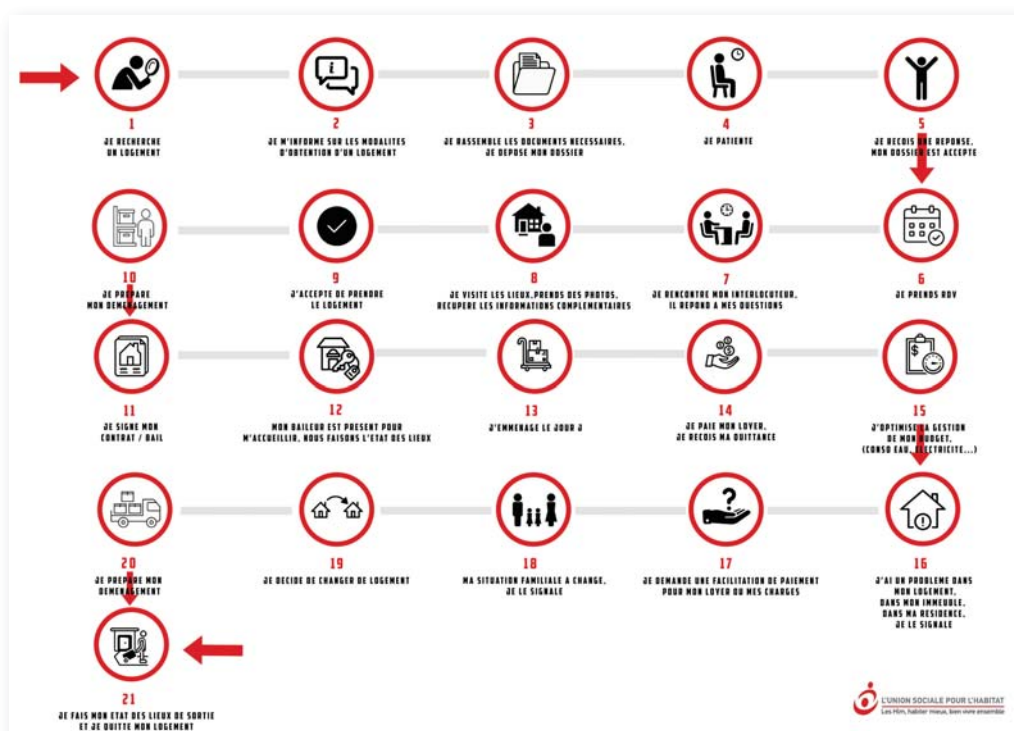 1
JE RECHERCHE
UN LOGEMENT
2
JE M'INFORME SUR LES MODALITES
D'OBTENTION D'UN LOGEMENT
3
JE RASSEMBLE LES DOCUMENTS NECESSAIRES,
JE DEPOSE MON DOSSIER
4
JE PATIENTE
5
JE RECOIS UNE REPONSE,
MON DOSSIER EST ACCEPTE
10
JE PREPARE
MON DEMENAGEMENT
9
J'ACCEPTE DE PRENDRE
LE LOGEMENT
8
JE VISITE LES LIEUX, PRENDS DES PHOTOS,
RECUPERE LES INFORMATIONS COMPLEMENTAIRES
7
JE RENCONTRE MON INTERLOCUTEUR,
IL REPOND A MES QUESTIONS
6
JE PRENDS RDV
11
JE SIGNE MON
CONTRAT / BAIL
12
MON BAILEUR EST PRESENT POUR
M'ACCUEILLIR, NOUS FAISONS L'ETAT DES LIEUX
13
J'EMMENAGE LE JOUR J
14
JE PAIE MON LOYER,
JE RECOIS MA QUITTANCE
15
J'OPTIMISE LA GESTION
DE MON BUDGET,
(CONSO EAU, ELECTRICITE...)
20
JE PREPARE MON
DEMENAGEMENT
19
JE DECIDE DE CHANGER DE LOGEMENT
18
MA SITUATION FAMILIALE A CHANGE,
JE LE SIGNALE
17
JE DEMANDE UNE FACILITATION DE PAIEMENT
POUR MON LOYER OU MES CHARGES
16
J'AI UN PROBLEME DANS
MON LOGEMENT,
DANS MON IMMEUBLE,
DANS MA RESIDENCE,
JE LE SIGNALE
21
JE FAIS MON ETAT DES LIEUX DE SORTIE
ET JE QUITTE MON LOGEMENT
L'UNION SOCIALE POUR L'HABITAT
Les Hlm, habiter mieux, bien vivre ensemble